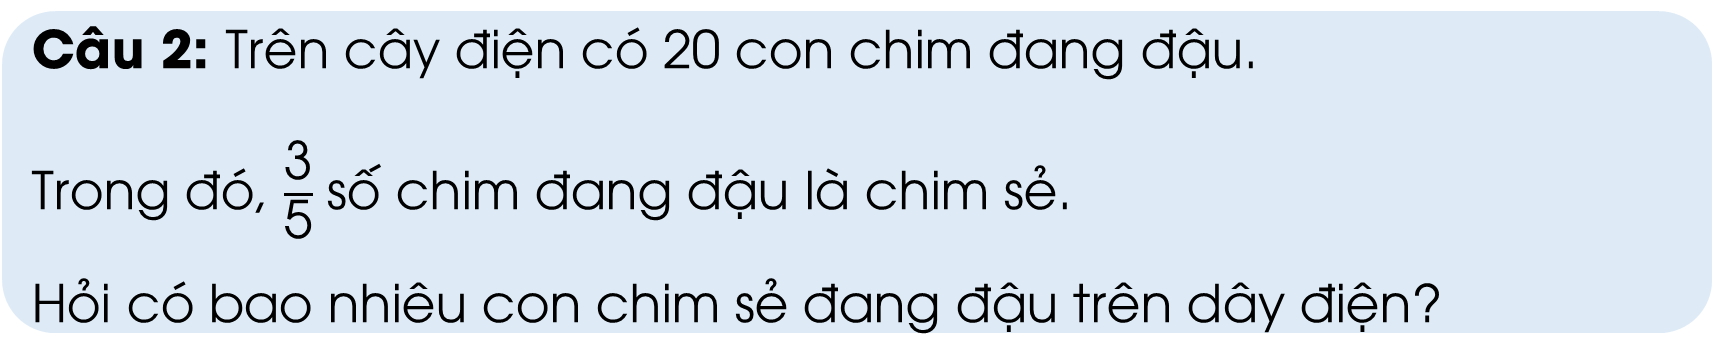 Câu 2: Trên cây điện có 20 con chim đang đậu.
Trong đó, 3/5 số chim đang đậu là chim sẻ.
Hỏi có bao nhiêu con chim sẻ đang đậu trên dây điện?